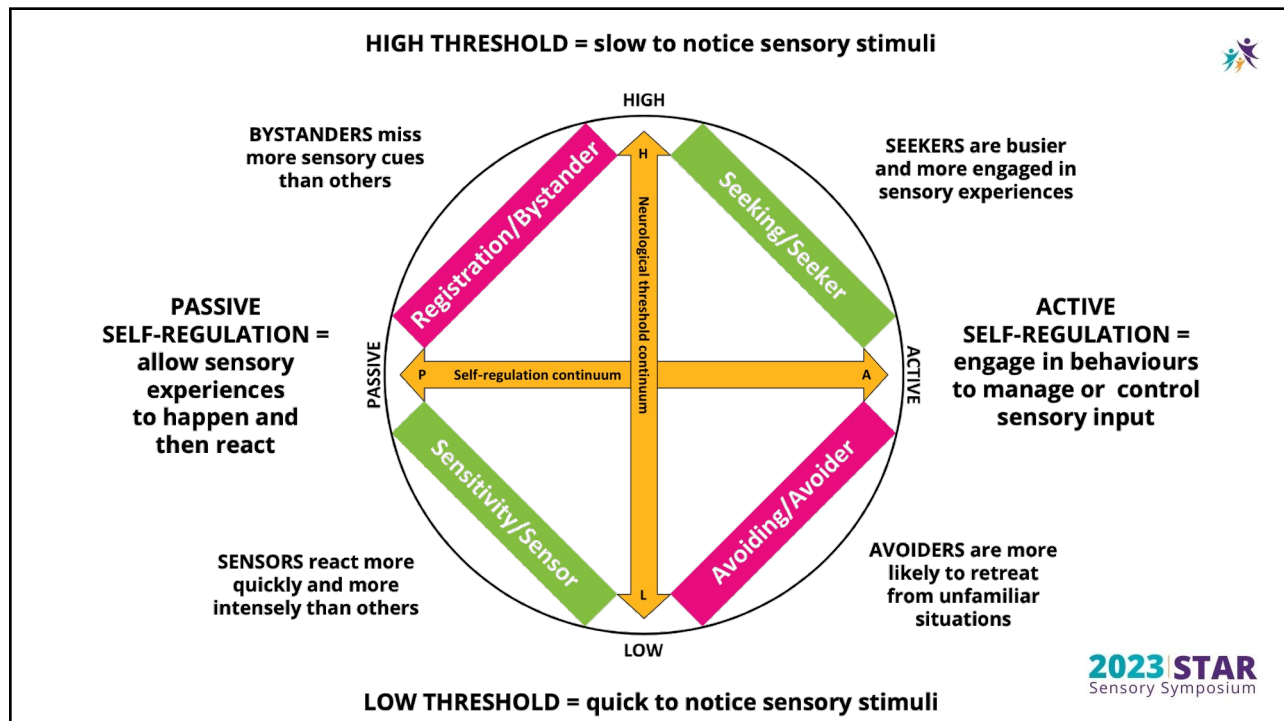 HIGH THRESHOLD = slow to notice sensory stimuli
HIGH
BYSTANDERS miss
more sensory cues
than others
SEEKERS are busier
and more engaged in
sensory experiences
H
Registration/Bystander
Neurological threshold continuum
Seeking/Seeker
PASSIVE
SELF-REGULATION =
allow sensory
experiences
to happen and
then react
PASSIVE
P
Self-regulation continuum
A
ACTIVE
ACTIVE
SELF-REGULATION =
engage in behaviours
to manage or control
sensory input
Sensitivity/Sensor
Avoiding/Avoider
SENSORS react more
quickly and more
intensely than others
L
AVOIDERS are more
likely to retreat
from unfamiliar
situations
LOW
LOW THRESHOLD = quick to notice sensory stimuli
2023 STAR
Sensory Symposium